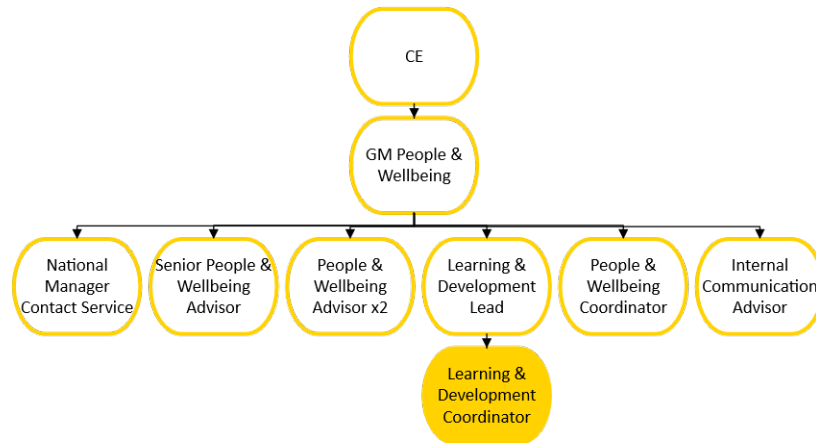 CE
GM People &
Wellbeing
National
Manager
Contact Service
Senior People &
Wellbeing
Advisor
People &
Wellbeing
Advisor x2
Learning &
Development
Lead
People &
Wellbeing
Coordinator
Internal
Communication
Advisor
Learning &
Development
Coordinator